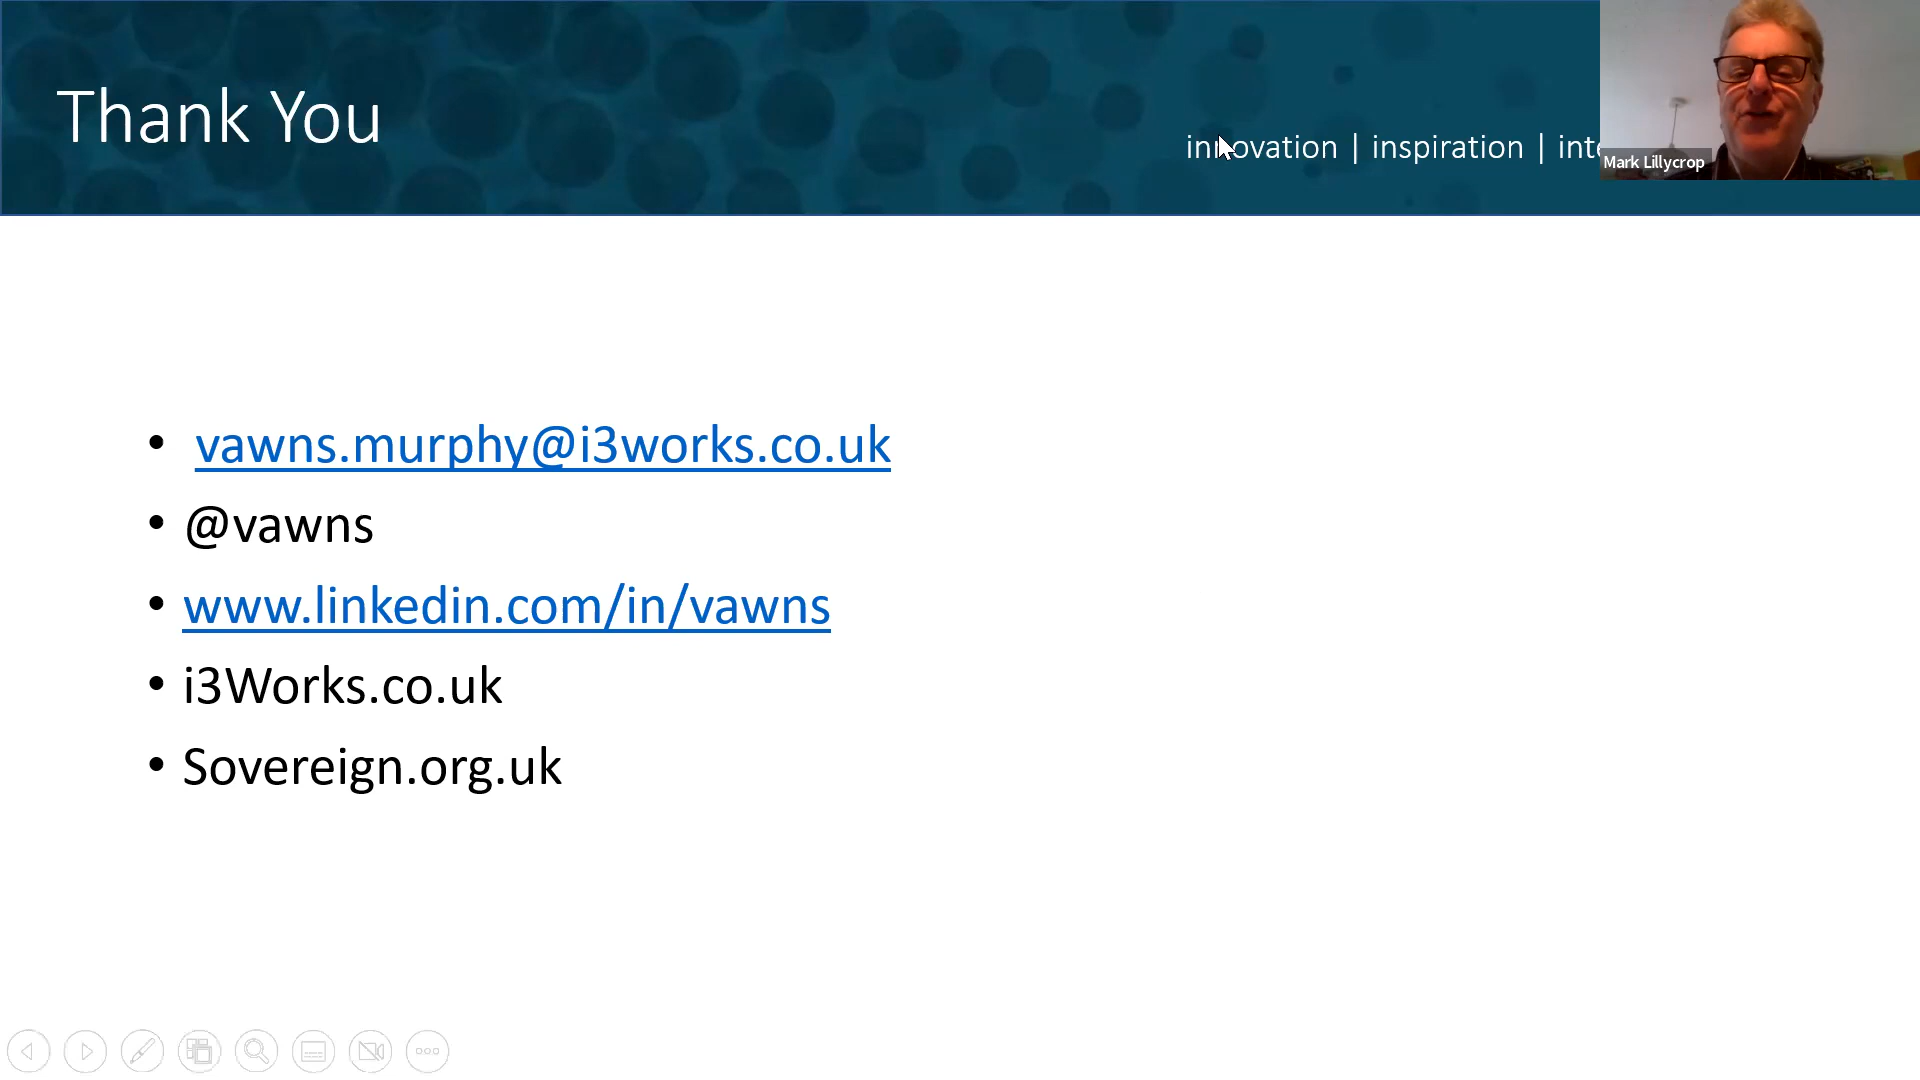 Thank You
innovation | inspiration |
Mark Lillycrop
• vawns.murphy@i3works.co.uk
• @vawns
• www.linkedin.com/in/vawns
• i3Works.co.uk
• Sovereign.org.uk